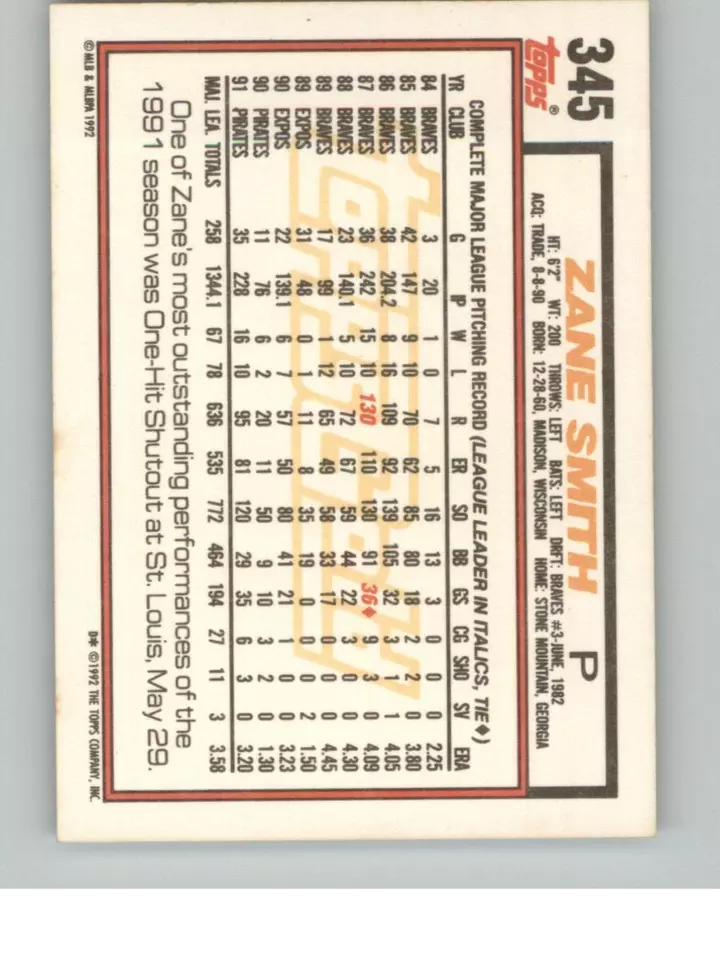 345
topps®
ZANE SMITH P
HT: 6'2" WT: 200 THROWS: LEFT BATS: LEFT DRFT: BRAVES #3-JUNE, 1982
ACQ: TRADE, 8-8-90 BORN: 12-28-60, MADISON, WISCONSIN HOME: STONE MOUNTAIN, GEORGIA
COMPLETE MAJOR LEAGUE PITCHING RECORD (LEAGUE LEADER IN ITALICS, TIE♦)
YR CLUB G IP W L R ER SO BB GS CG SHO SV ERA
84 BRAVES 3 20 1 0 7 5 16 13 3 0 0 0 2.25
85 BRAVES 42 147 9 10 70 62 85 80 18 2 2 0 3.80
86 BRAVES 38 204.2 8 16 109 92 139 105 32 3 1 1 4.05
87 BRAVES 36 242 15 10 130 110 130 91 36♦ 9 3 0 4.09
88 BRAVES 23 140.1 5 10 72 67 59 44 22 3 0 0 4.30
89 BRAVES 17 99 1 12 65 49 58 33 17 0 0 0 4.45
89 EXPOS 31 48 0 1 11 8 35 19 0 0 0 2 1.50
90 EXPOS 22 139.1 6 7 57 50 80 41 21 1 0 0 3.23
90 PIRATES 11 76 6 2 20 11 50 9 10 3 2 0 1.30
91 PIRATES 35 228 16 10 95 81 120 29 35 6 3 0 3.20
MAJ. LEA. TOTALS 258 1344.1 67 78 636 535 772 464 194 27 11 3 3.58
One of Zane's most outstanding performances of the
1991 season was One-Hit Shutout at St. Louis, May 29.
©MLB & MLBPA 1992
D* ©1992 THE TOPPS COMPANY, INC.